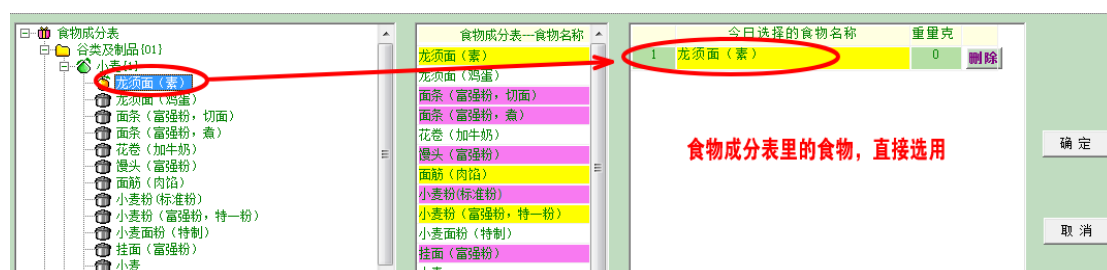 食物成分表
谷类及制品{01}
小麦{1}
龙须面（素）
龙须面（鸡蛋）
面条（富强粉，切面）
面条（富强粉，煮）
花卷（加牛奶）
馒头（富强粉）
面筋（肉馅）
小麦粉(标准粉)
小麦粉（富强粉，特一粉）
小麦面粉（特制）
挂面（富强粉）
小麦
食物成分表---食物名称
龙须面（素）
龙须面（鸡蛋）
面条（富强粉，切面）
面条（富强粉，煮）
花卷（加牛奶）
馒头（富强粉）
面筋（肉馅）
小麦粉(标准粉)
小麦粉（富强粉，特一粉）
小麦面粉（特制）
挂面（富强粉）
今日选择的食物名称 重量克
1 龙须面（素） 0 删除
食物成分表里的食物，直接选用
确 定
取 消